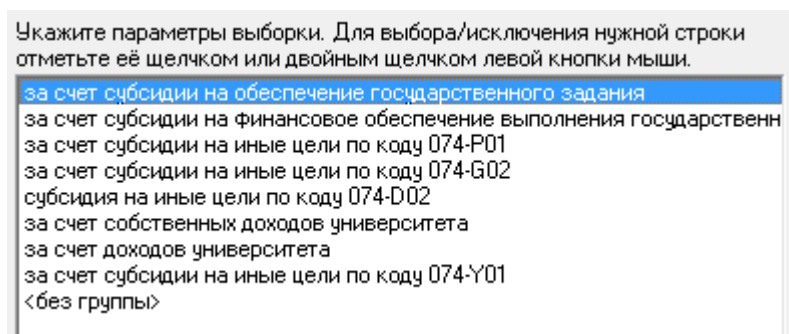 Укажите параметры выборки. Для выбора/исключения нужной строки
отметьте её щелчком или двойным щелчком левой кнопки мыши.
за счет субсидии на обеспечение государственного задания
за счет субсидии на финансовое обеспечение выполнения государственн
за счет субсидии на иные цели по коду 074-P01
за счет субсидии на иные цели по коду 074-G02
субсидия на иные цели по коду 074-D02
за счет собственных доходов университета
за счет доходов университета
за счет субсидии на иные цели по коду 074-Y01
<без группы>